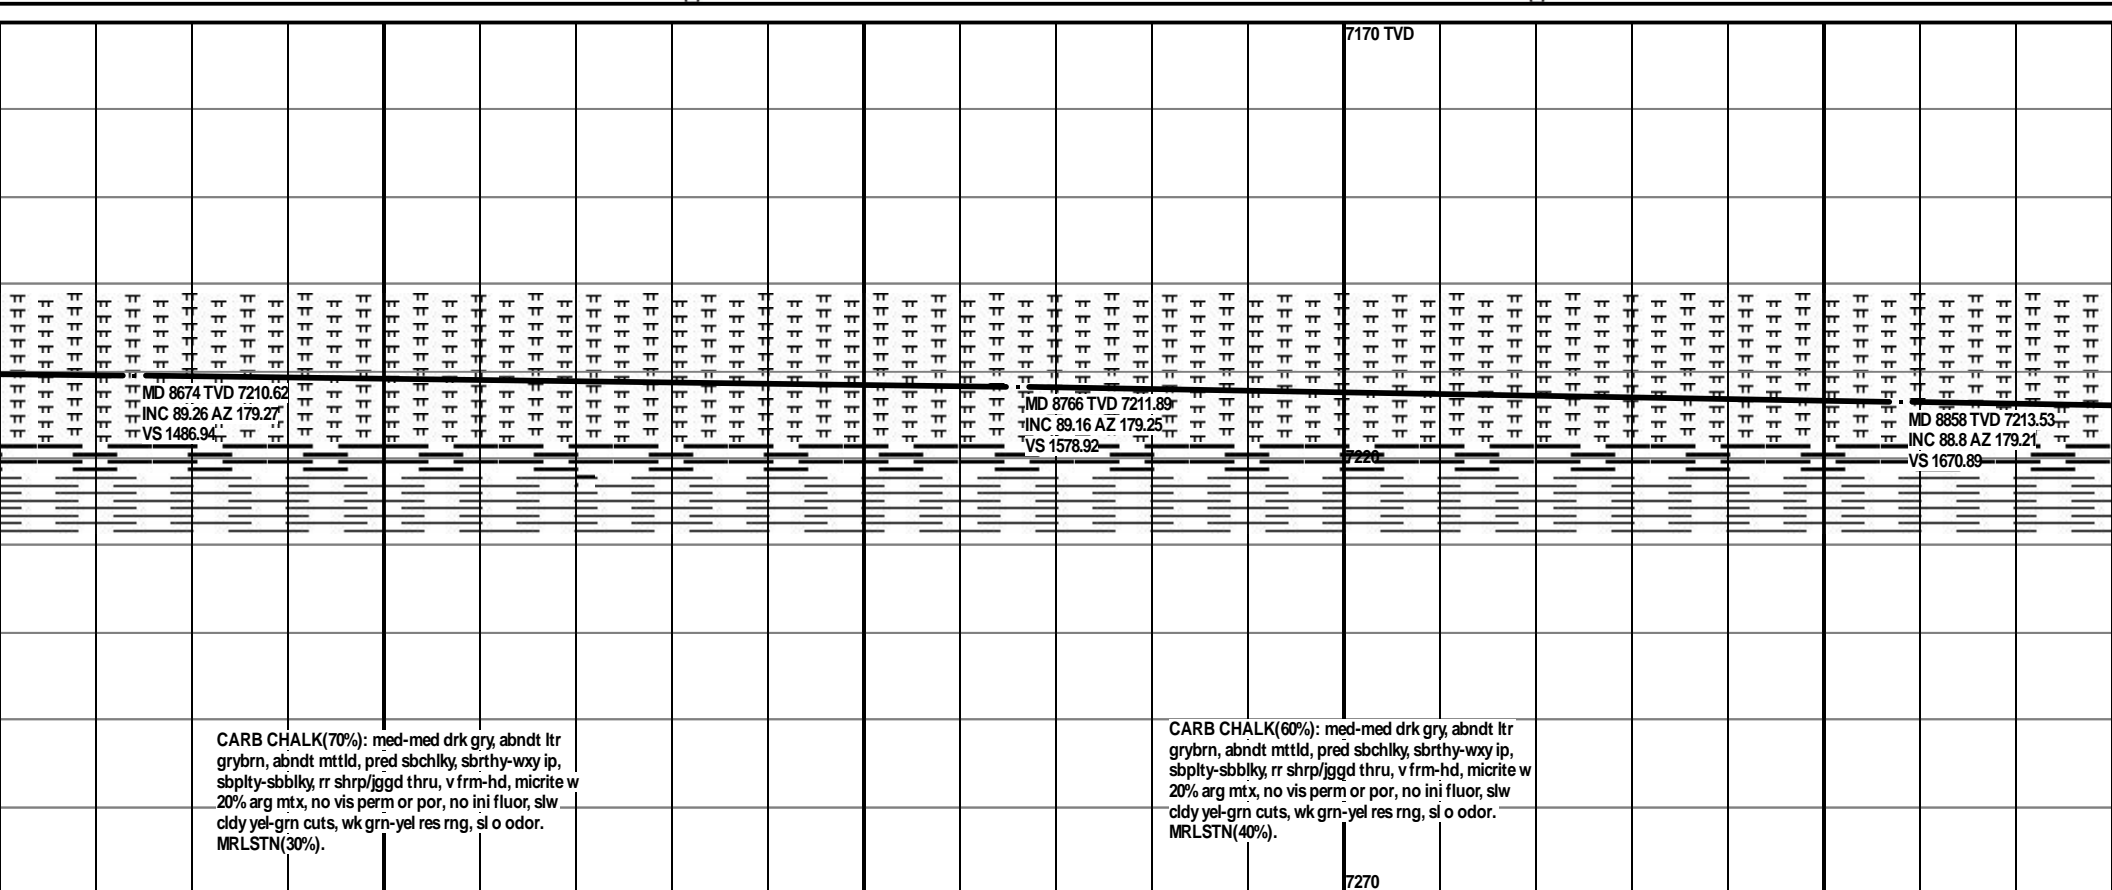 7170 TVD
MD 8674 TVD 7210.62
INC 89.26 AZ 179.27
VS 1486.94
MD 8766 TVD 7211.89
INC 89.16 AZ 179.25
VS 1578.92
MD 8858 TVD 7213.53
INC 88.8 AZ 179.21
VS 1670.89
7220
CARB CHALK(70%): med-med drk gry, abndt ltr
grybrn, abndt mttld, pred sbchlky, sbrthy-wxy ip,
sbplty-sbblky, rr shrp/jggd thru, v frm-hd, micrite w
20% arg mtx, no vis perm or por, no ini fluor, slw
cldy yel-grn cuts, wk grn-yel res rng, sl o odor.
MRLSTN(30%).
CARB CHALK(60%): med-med drk gry, abndt ltr
grybrn, abndt mttld, pred sbchlky, sbrthy-wxy ip,
sbplty-sbblky, rr shrp/jggd thru, v frm-hd, micrite w
20% arg mtx, no vis perm or por, no ini fluor, slw
cldy yel-grn cuts, wk grn-yel res rng, sl o odor.
MRLSTN(40%).
7270